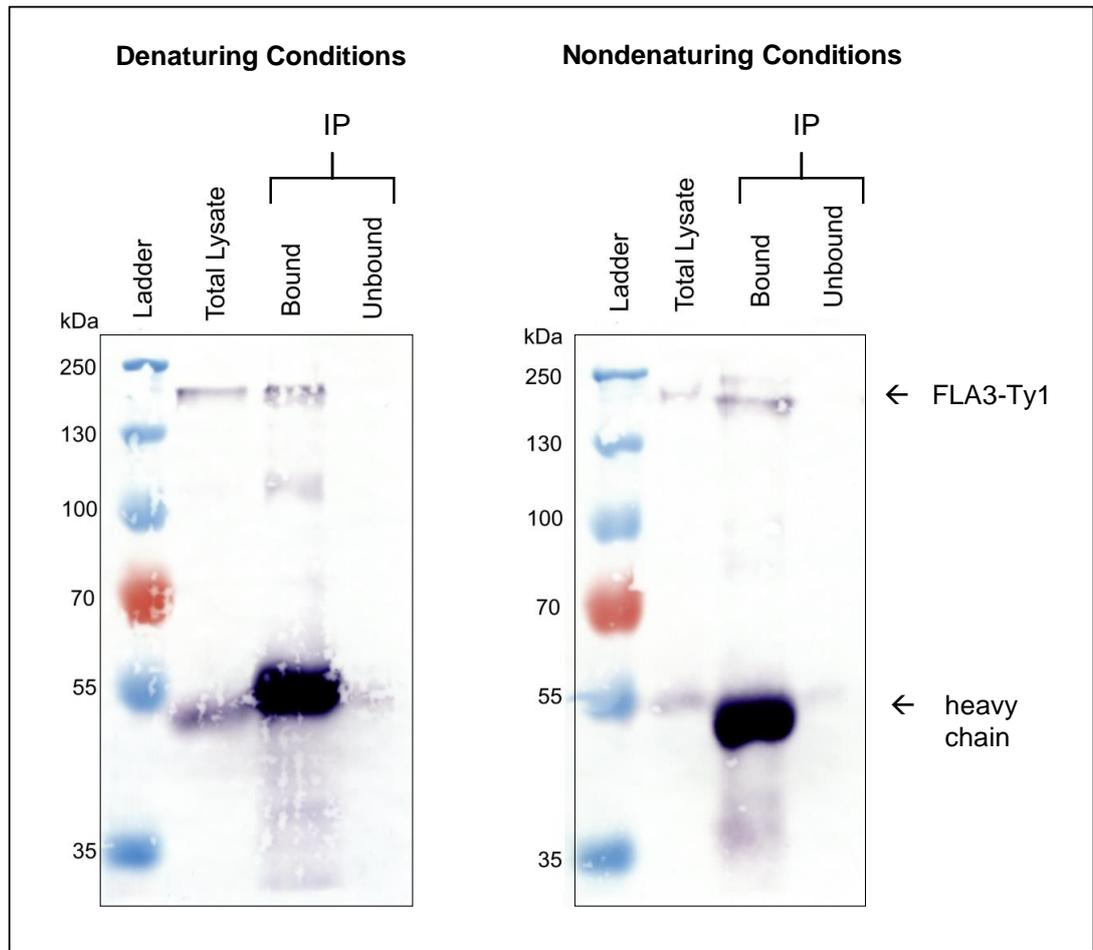 Denaturing Conditions
Nondenaturing Conditions
IP
IP
Ladder
Total Lysate
Bound
Unbound
Ladder
Total Lysate
Bound
Unbound
kDa
250
130
100
70
55
35
kDa
250
130
100
70
55
35
← FLA3-Ty1
← heavy
chain